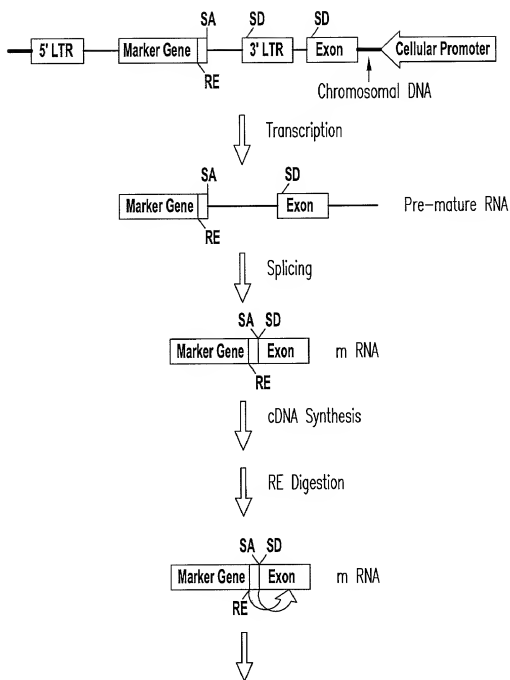 SA SD SD
5' LTR Marker Gene 3' LTR Exon Cellular Promoter
RE
Chromosomal DNA
Transcription
SA SD
Marker Gene Exon Pre-mature RNA
RE
Splicing
SA SD
Marker Gene Exon m RNA
RE
cDNA Synthesis
RE Digestion
SA SD
Marker Gene Exon m RNA
RE